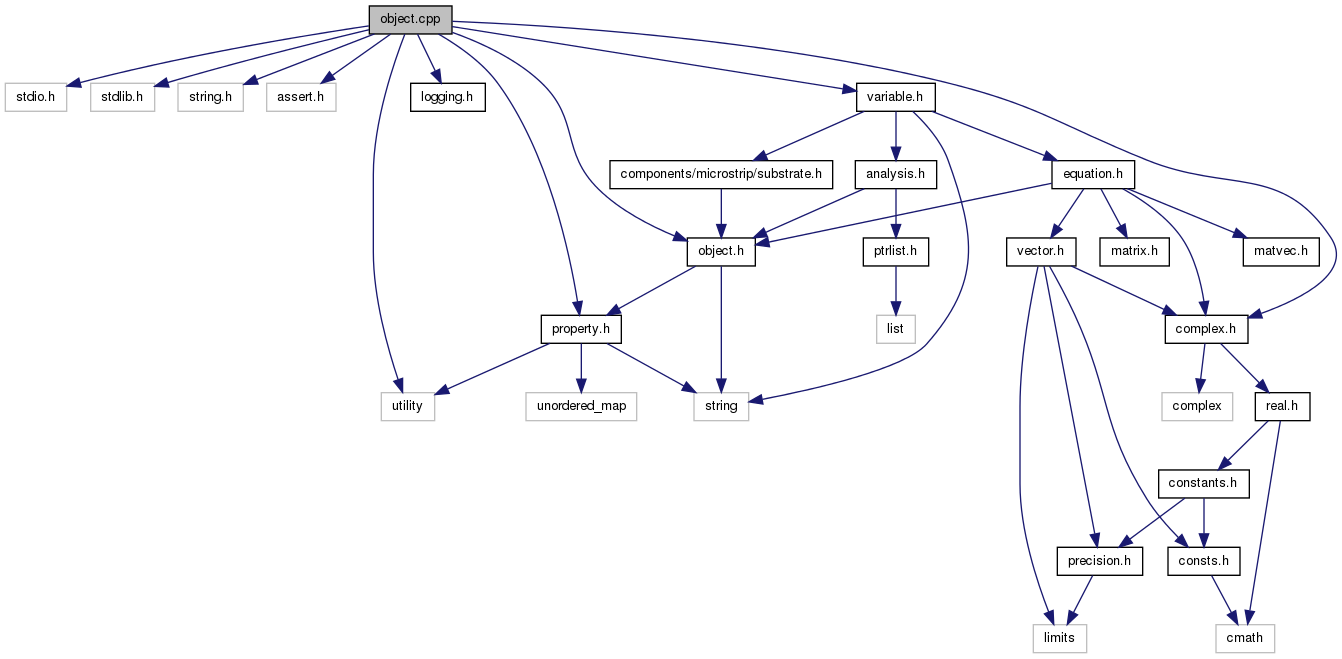 object.cpp
stdio.h
stdlib.h
string.h
assert.h
logging.h
variable.h
components/microstrip/substrate.h
analysis.h
equation.h
object.h
ptrlist.h
vector.h
matrix.h
matvec.h
property.h
list
complex.h
utility
unordered_map
string
complex
real.h
constants.h
precision.h
consts.h
limits
cmath